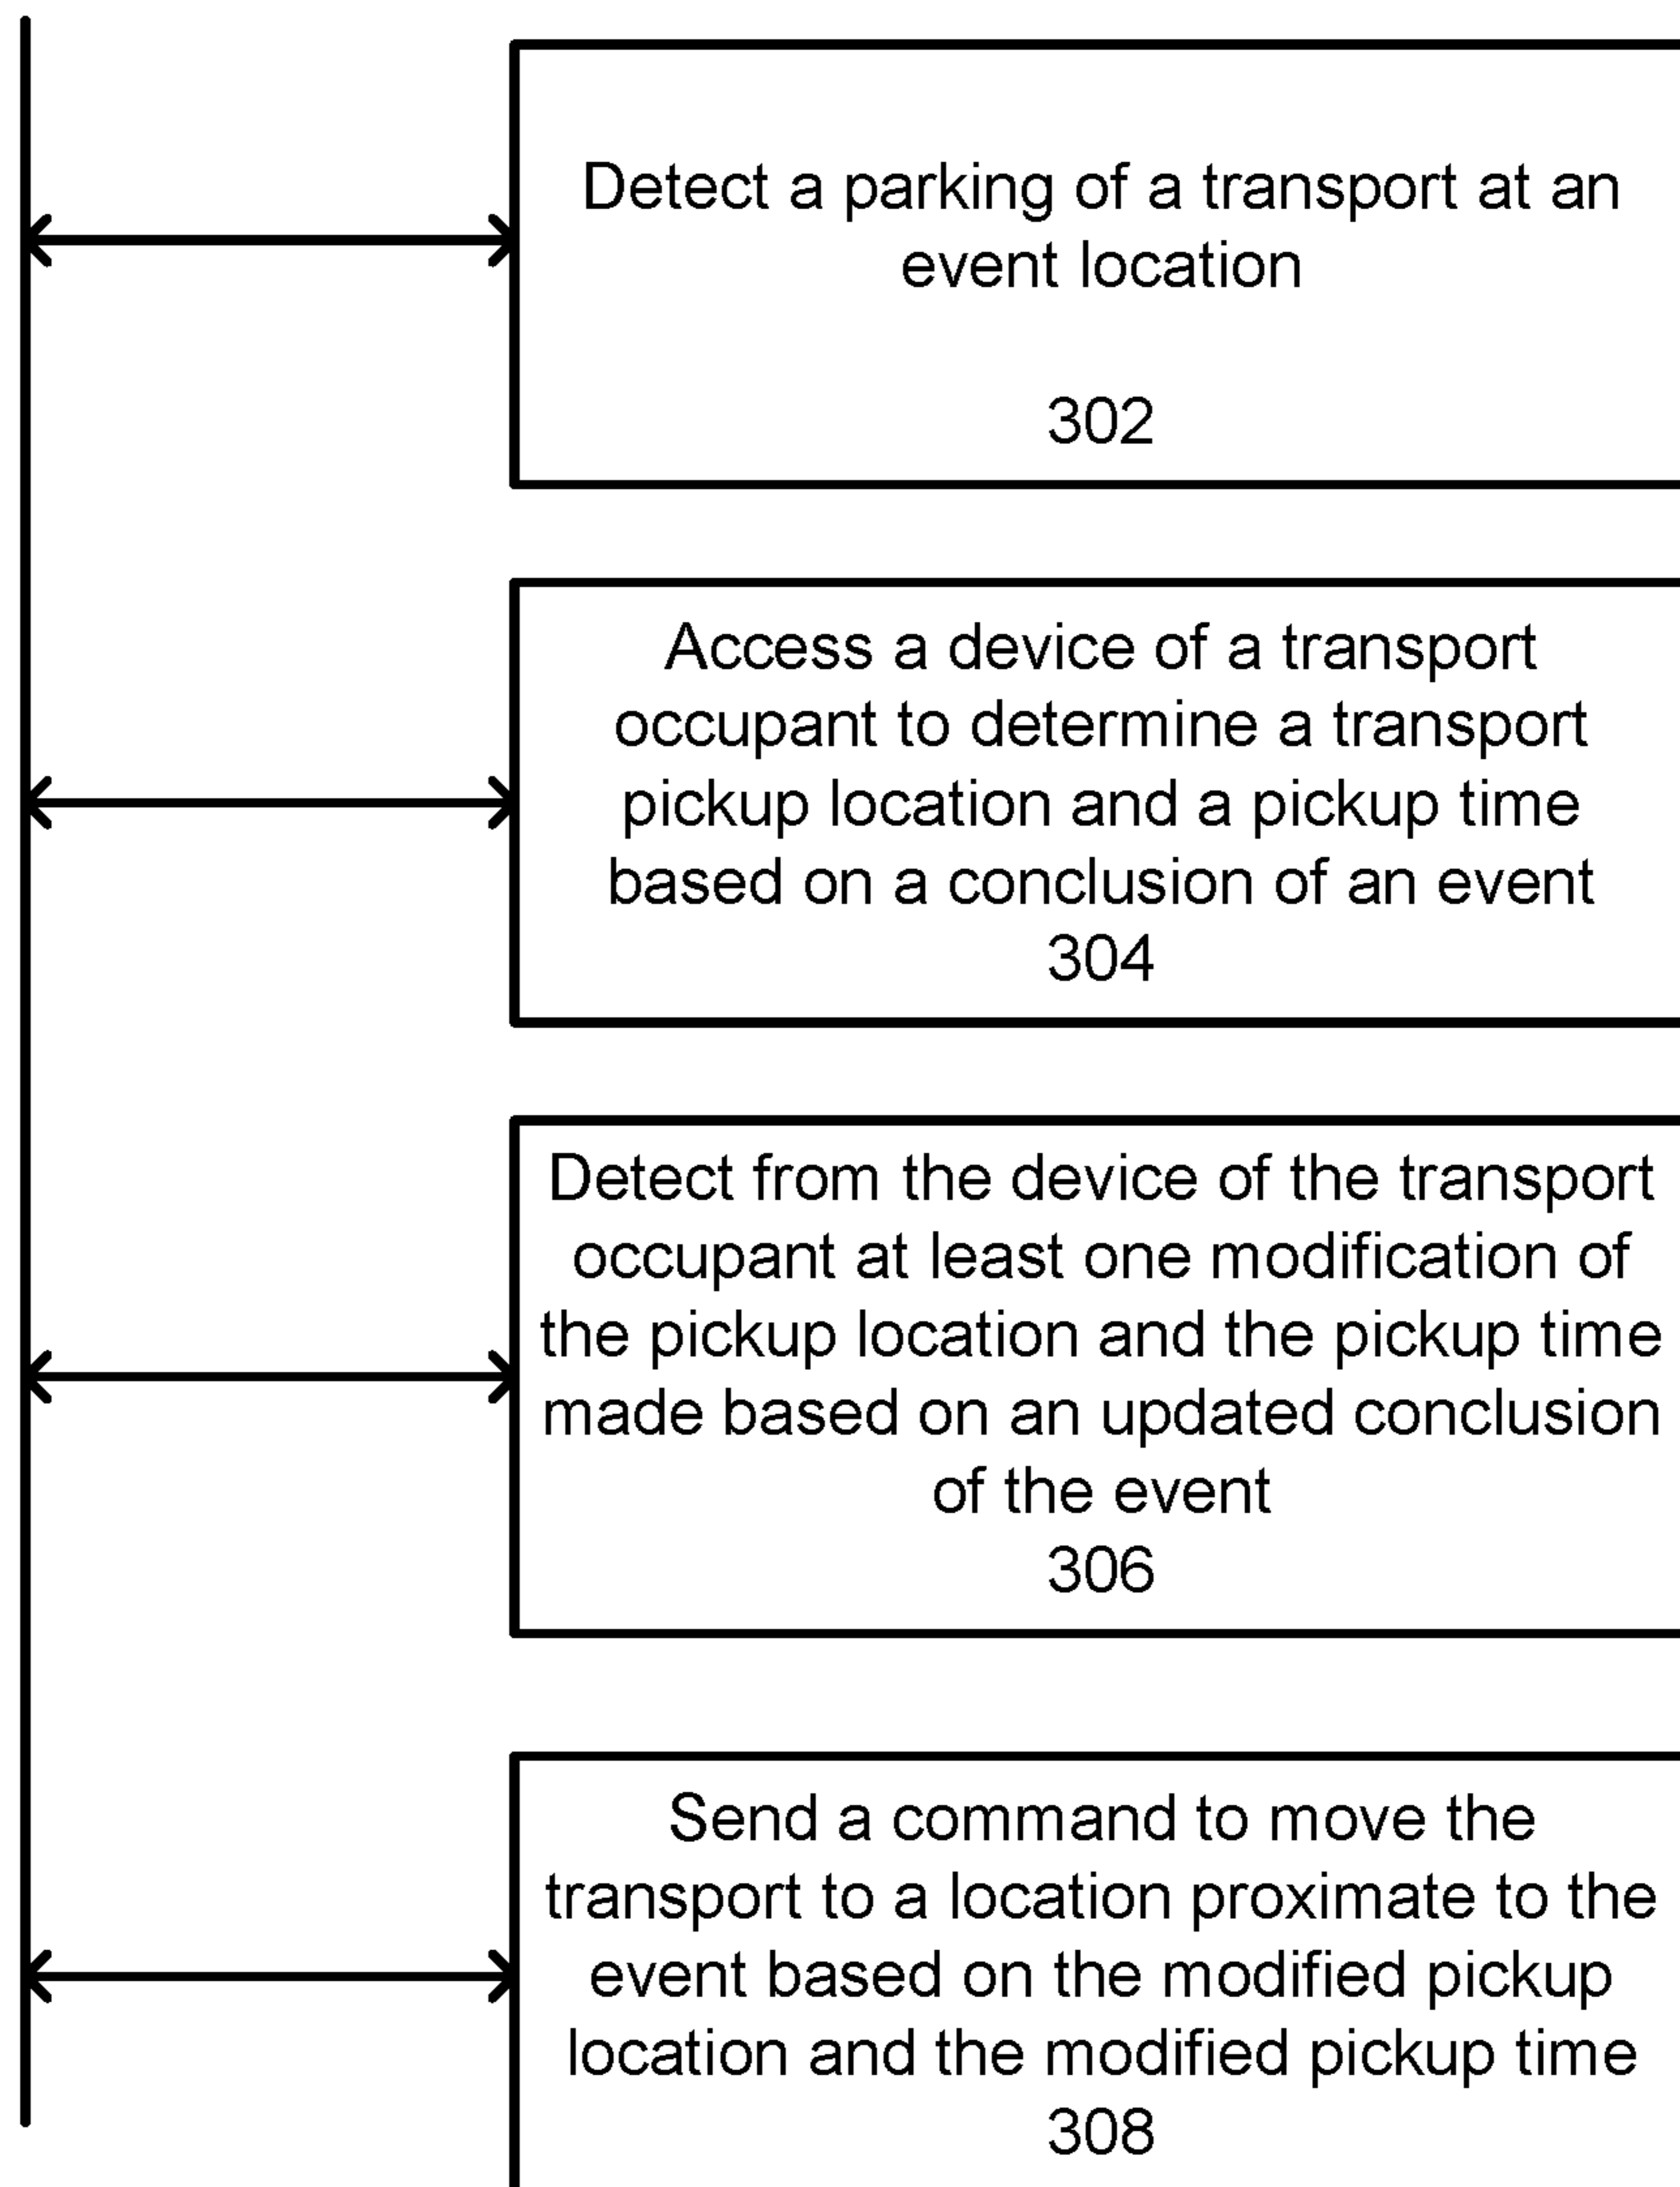 Detect a parking of a transport at an
event location
302
Access a device of a transport
occupant to determine a transport
pickup location and a pickup time
based on a conclusion of an event
304
Detect from the device of the transport
occupant at least one modification of
the pickup location and the pickup time
made based on an updated conclusion
of the event
306
Send a command to move the
transport to a location proximate to the
event based on the modified pickup
location and the modified pickup time
308